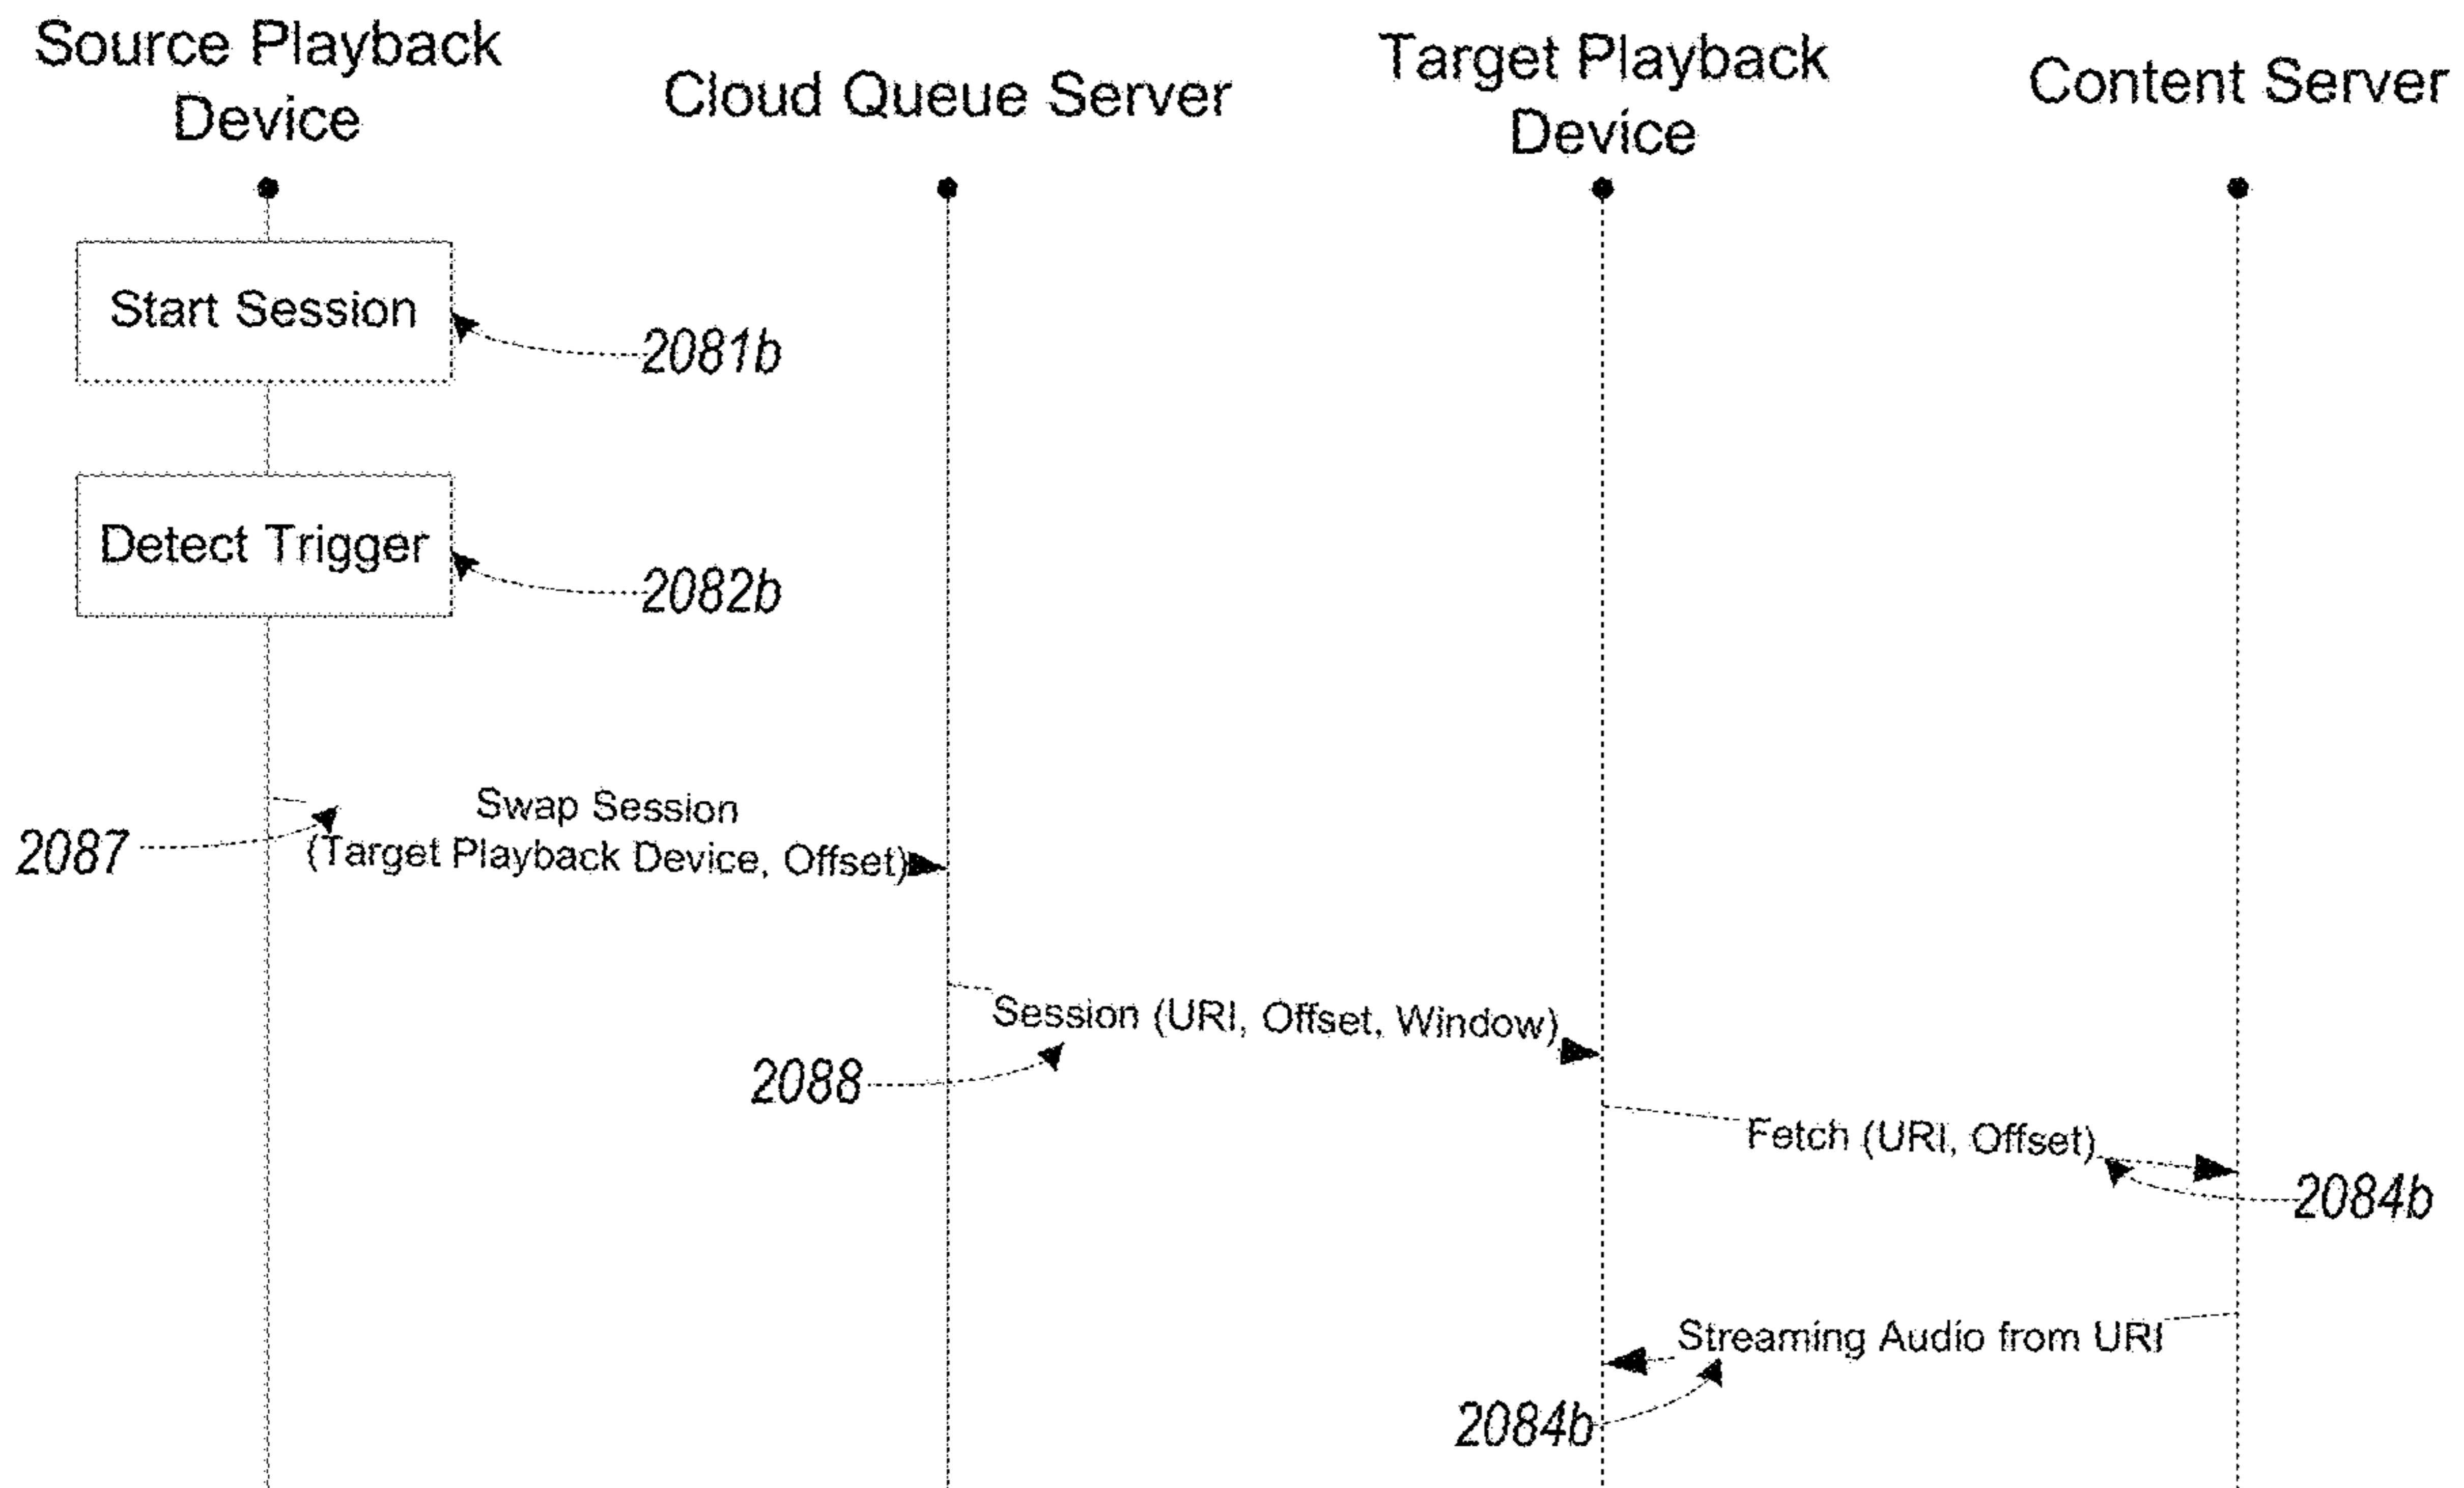 Source Playback
Device
Cloud Queue Server
Target Playback
Device
Content Server
Start Session
2081b
Detect Trigger
2082b
Swap Session
(Target Playback Device, Offset)
2087
Session (URI, Offset, Window)
2088
Fetch (URI, Offset)
2084b
Streaming Audio from URI
2084b